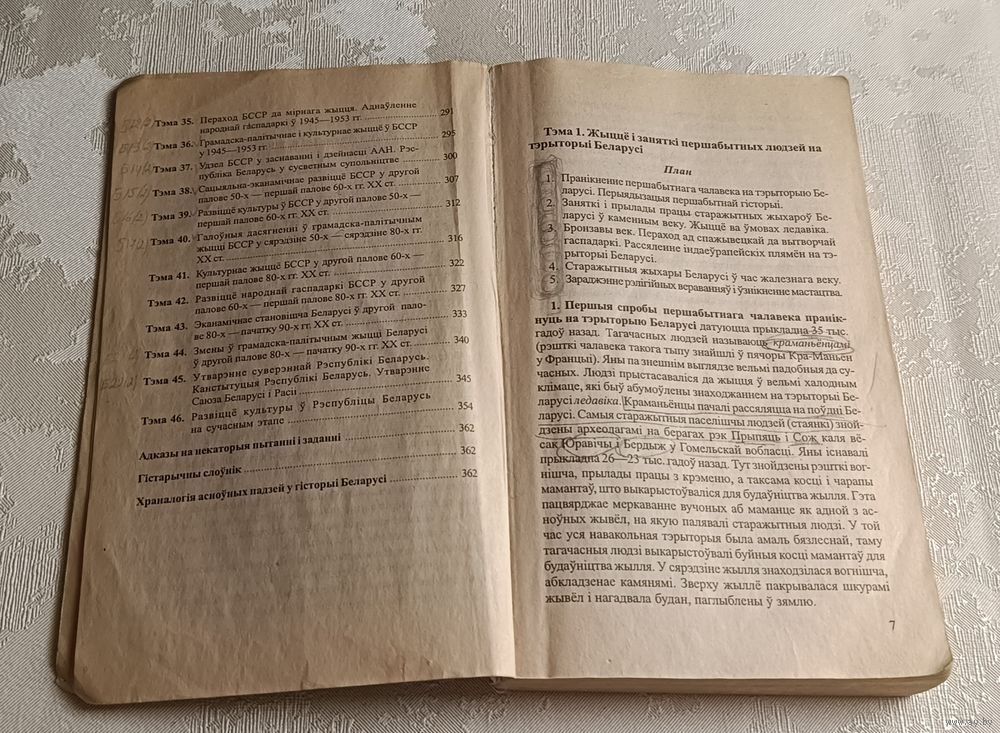 Тэма 35. Пераход БССР да мірнага жыцця. Аднаўленне
народнай гаспадаркі ў 1945—1953 гг. 291
Тэма 36. Грамадска-палітычнае і культурнае жыццё ў БССР
у 1945—1953 гг. 295
Тэма 37. Удзел БССР у заснаванні і дзейнасці ААН. Рэс-
публіка Беларусь у сусветным супольніцтве 300
Тэма 38. Сацыяльна-эканамічнае развіццё БССР у другой
палове 50-х — першай палове 60-х гг. XX ст. 307
Тэма 39. Развіццё культуры ў БССР у другой палове 50-х —
першай палове 60-х гг. XX ст. 312
Тэма 40. Галоўныя дасягненні ў грамадска-палітычным
жыцці БССР у сярэдзіне 50-х — сярэдзіне 80-х гг.
XX ст. 316
Тэма 41. Культурнае жыццё БССР у другой палове 60-х —
першай палове 80-х гг. XX ст. 322
Тэма 42. Развіццё народнай гаспадаркі БССР у другой
палове 60-х — першай палове 80-х гг. XX ст. 327
Тэма 43. Эканамічнае становішча Беларусі ў другой пало-
ве 80-х — пачатку 90-х гг. XX ст. 333
Тэма 44. Змены ў грамадска-палітычным жыцці Беларусі
ў другой палове 80-х — пачатку 90-х гг. XX ст. 340
Тэма 45. Утварэнне суверэннай Рэспублікі Беларусь.
Канстытуцыя Рэспублікі Беларусь. Утварэнне
Саюза Беларусі і Расіі 345
Тэма 46. Развіццё культуры ў Рэспубліцы Беларусь
на сучасным этапе 354
Адказы на некаторыя пытанні і заданні 362
Гістарычны слоўнік 362
Храналогія асноўных падзей у гісторыі Беларусі 362
Тэма 1. Жыццё і заняткі першабытных людзей на
тэрыторыі Беларусі
План
1. Пранікненне першабытнага чалавека на тэрыторыю Бе-
ларусі. Перыядызацыя першабытнай гісторыі.
2. Заняткі і прылады працы старажытных жыхароў Бе-
ларусі ў каменным веку. Жыццё ва ўмовах ледавіка.
3. Бронзавы век. Пераход ад спажывецкай да вытворчай
гаспадаркі. Рассяленне індаеўрапейскіх плямён на тэ-
рыторыі Беларусі.
4. Старажытныя жыхары Беларусі ў час жалезнага веку.
5. Зараджэнне рэлігійных вераванняў і ўзнікненне мастацтва.
1. Першыя спробы першабытнага чалавека пранік-
нуць на тэрыторыю Беларусі датуюцца прыкладна 35 тыс.
гадоў назад. Тагачасных людзей называюць краманьёнцамі
(рэшткі чалавека такога тыпу знайшлі ў пячоры Кра-Маньён
у Францыі). Яны па знешнім выглядзе вельмі падобныя да су-
часных. Людзі прыстасаваліся да жыцця ў вельмі халодным
клімаце, які быў абумоўлены знаходжаннем на тэрыторыі Бе-
ларусі ледавіка. Краманьёнцы пачалі рассяляцца на поўдні Бе-
ларусі. Самыя старажытныя паселішчы людзей (стаянкі) зной-
дзены археолагамі на берагах рэк Прыпяць і Сож каля вё-
сак Юравічы і Бердыж у Гомельскай вобласці. Яны існавалі
прыкладна 26—23 тыс. гадоў назад. Тут знойдзены рэшткі вог-
нішча, прылады працы з крэменю, а таксама косці і чарапы
мамантаў, што выкарыстоўваліся для будаўніцтва жылля. Гэта
пацвярджае меркаванне вучоных аб маманце як адной з ас-
ноўных жывёл, на якую палявалі старажытныя людзі. У той
час уся навакольная тэрыторыя была амаль бязлеснай, таму
тагачасныя людзі выкарыстоўвалі буйныя косці мамантаў для
будаўніцтва жылля. У сярэдзіне жылля знаходзілася вогнішча,
абкладзенае камянямі. Зверху жыллё пакрывалася шкурамі
жывёл і нагадвала будан, паглыблены ў зямлю.
7